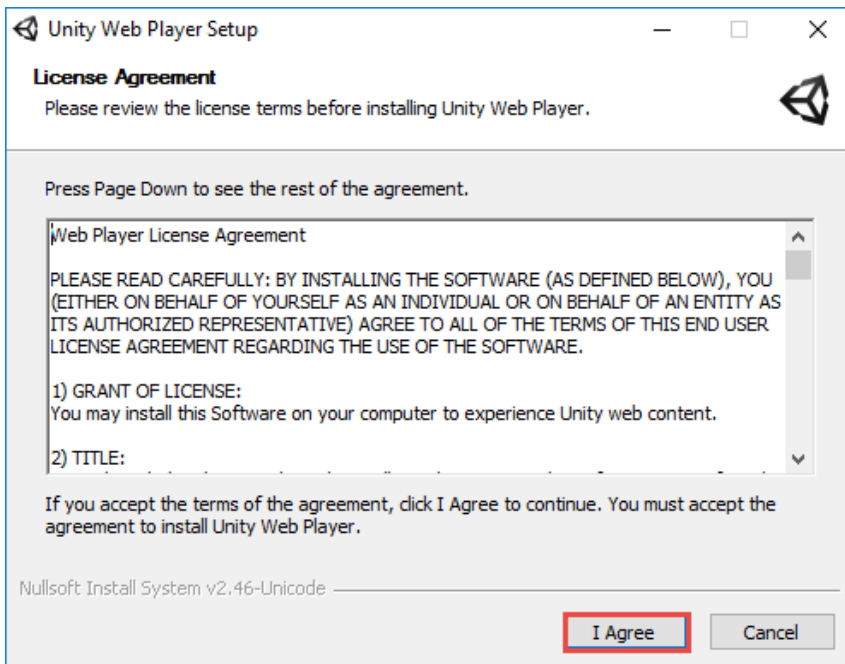 Unity Web Player Setup
License Agreement
Please review the license terms before installing Unity Web Player.
Press Page Down to see the rest of the agreement.
Web Player License Agreement
PLEASE READ CAREFULLY: BY INSTALLING THE SOFTWARE (AS DEFINED BELOW), YOU
(EITHER ON BEHALF OF YOURSELF AS AN INDIVIDUAL OR ON BEHALF OF AN ENTITY AS
ITS AUTHORIZED REPRESENTATIVE) AGREE TO ALL OF THE TERMS OF THIS END USER
LICENSE AGREEMENT REGARDING THE USE OF THE SOFTWARE.
1) GRANT OF LICENSE:
You may install this Software on your computer to experience Unity web content.
2) TITLE:
If you accept the terms of the agreement, click I Agree to continue. You must accept the
agreement to install Unity Web Player.
Nullsoft Install System v2.46-Unicode
I Agree
Cancel